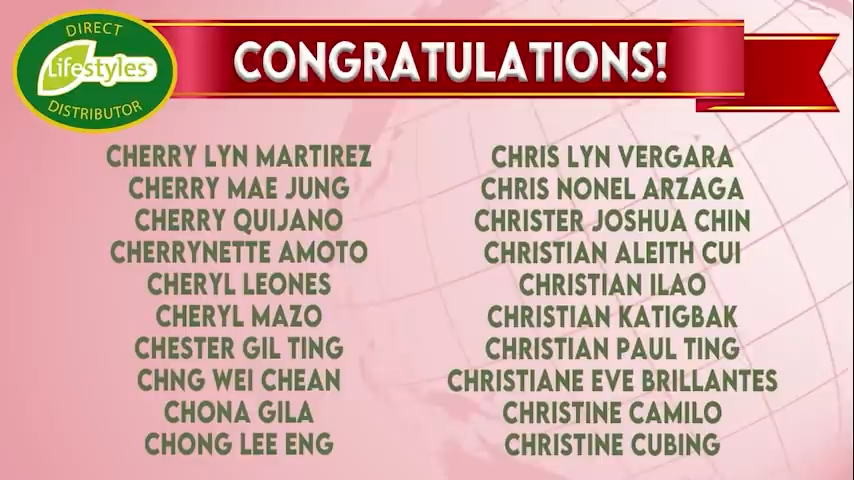 DIRECT
Lifestyles™
DISTRIBUTOR
CONGRATULATIONS!
CHERRY LYN MARTIREZ
CHERRY MAE JUNG
CHERRY QUIJANO
CHERRYNETTE AMOTO
CHERYL LEONES
CHERYL MAZO
CHESTER GIL TING
CHNG WEI CHEAN
CHONA GILA
CHONG LEE ENG
CHRIS LYN VERGARA
CHRIS NONEL ARZAGA
CHRISTER JOSHUA CHIN
CHRISTIAN ALEITH CUI
CHRISTIAN ILAO
CHRISTIAN KATIGBAK
CHRISTIAN PAUL TING
CHRISTIANE EVE BRILLANTES
CHRISTINE CAMILO
CHRISTINE CUBING